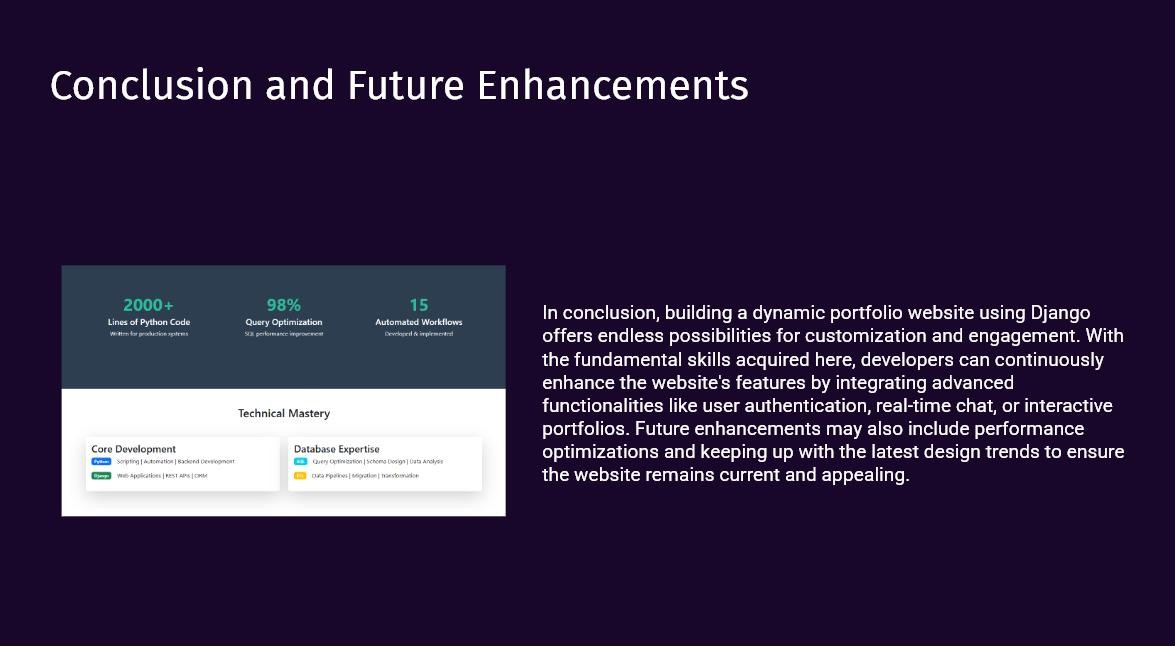 Conclusion and Future Enhancements
2000+
Lines of Python Code
Written for production systems
98%
Query Optimization
SQL performance improvement
15
Automated Workflows
Developed & implemented
Technical Mastery
Core Development
Python Scripting | Automation | Backend Development
Django Web Applications | REST APIs | ORM
Database Expertise
SQL Query Optimization | Schema Design | Data Analysis
Data Pipelines | Migration | Transformation
In conclusion, building a dynamic portfolio website using Django
offers endless possibilities for customization and engagement. With
the fundamental skills acquired here, developers can continuously
enhance the website's features by integrating advanced
functionalities like user authentication, real-time chat, or interactive
portfolios. Future enhancements may also include performance
optimizations and keeping up with the latest design trends to ensure
the website remains current and appealing.